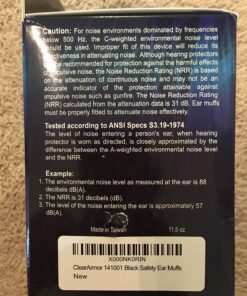 Caution: For noise environments dominated by frequencies
below 500 Hz, the C-weighted environmental noise level
should be used. Improper fit of this device will reduce its
effectiveness in attenuating noise. Although hearing protectors
can be recommended for protection against the harmful effects
of impulsive noise, the Noise Reduction Rating (NRR) is based
on the attenuation of continuous noise and may not be an
accurate indicator of the protection attainable against
impulsive noise such as gunfire. The Noise Reduction Rating
(NRR) calculated from the attenuation data is 31 dB. Ear muffs
must be properly fitted to attenuate noise effectively.
Tested according to ANSI Specs S3.19-1974
The level of noise entering a person's ear, when hearing
protector is worn as directed, is closely approximated by the
difference between the A-weighted environmental noise level
and the NRR.
Example:
1. The environmental noise level as measured at the ear is 88
decibels dB(A).
2. The NRR is 31 decibels (dB).
3. The level of the noise entering the ear is approximately 57
dB(A).
Made in Taiwan 11.5 oz
X000NK0RIN
ClearArmor 141001 Black Safety Ear Muffs
New